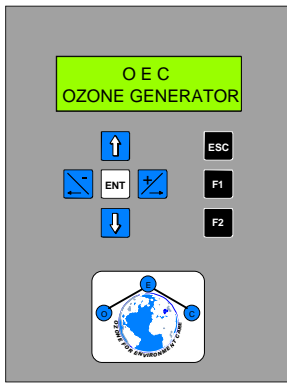 O E C
OZONE GENERATOR
ESC
- ENT +/-
F1
F2
E
O C
OZONE FOR ENVIRONMENT CARE